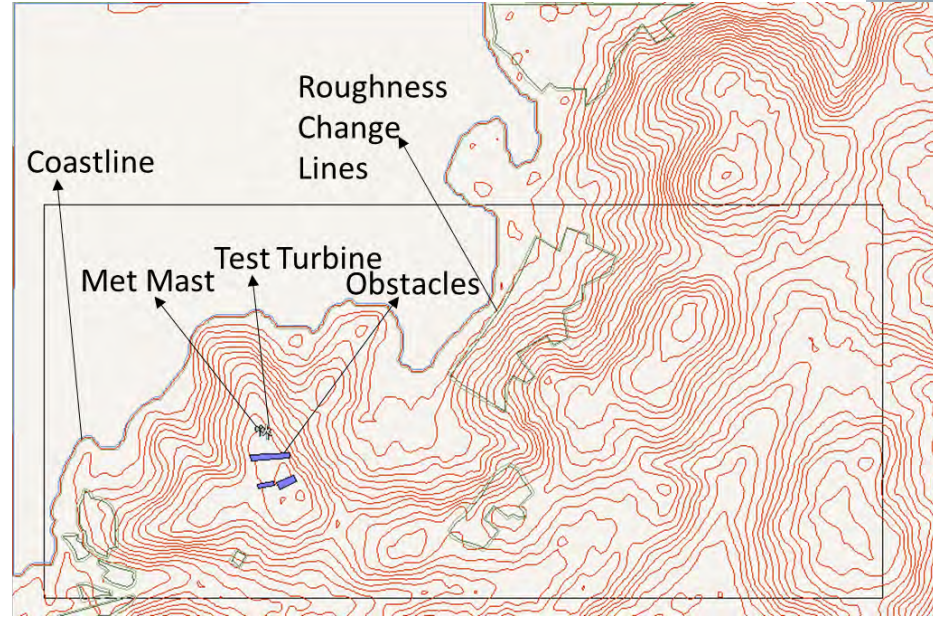 Roughness
Change
Lines
Coastline
Test Turbine
Met Mast
Obstacles